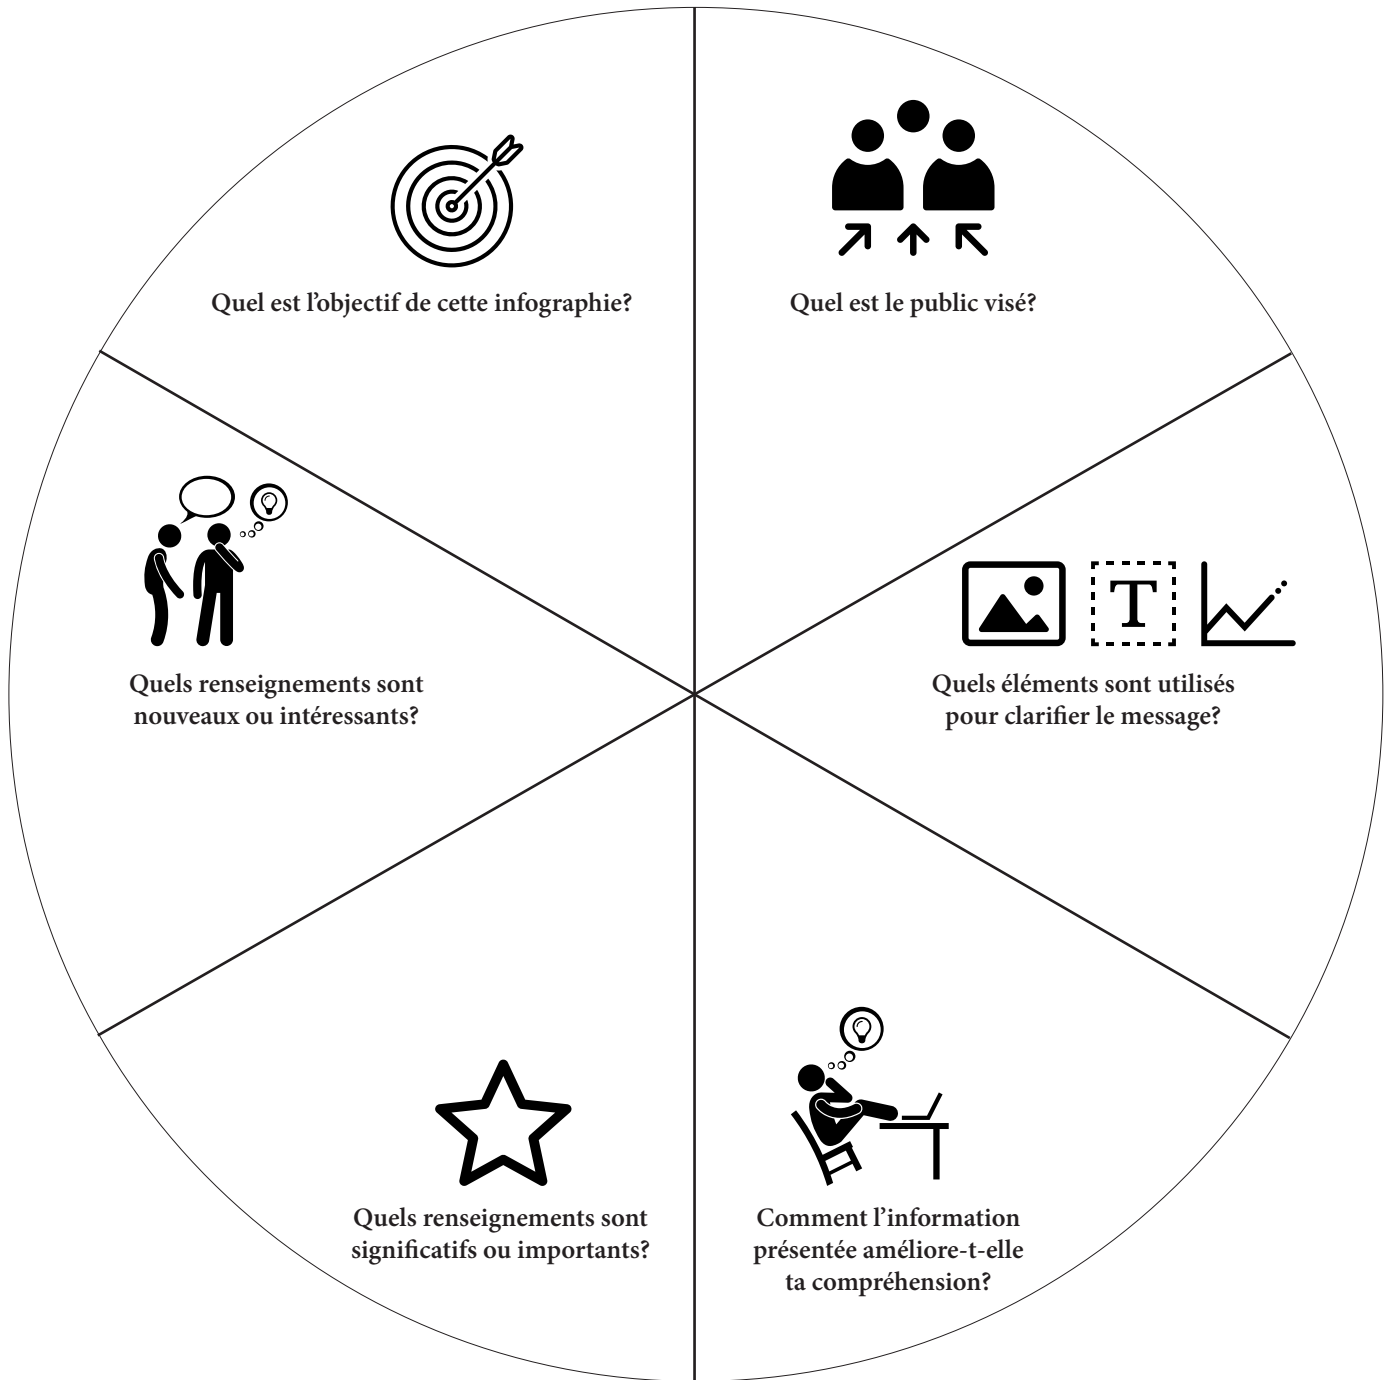 Quel est l’objectif de cette infographie?
Quel est le public visé?
Quels renseignements sont
nouveaux ou intéressants?
T
Quels éléments sont utilisés
pour clarifier le message?
Quels renseignements sont
significatifs ou importants?
Comment l’information
présentée améliore-t-elle
ta compréhension?